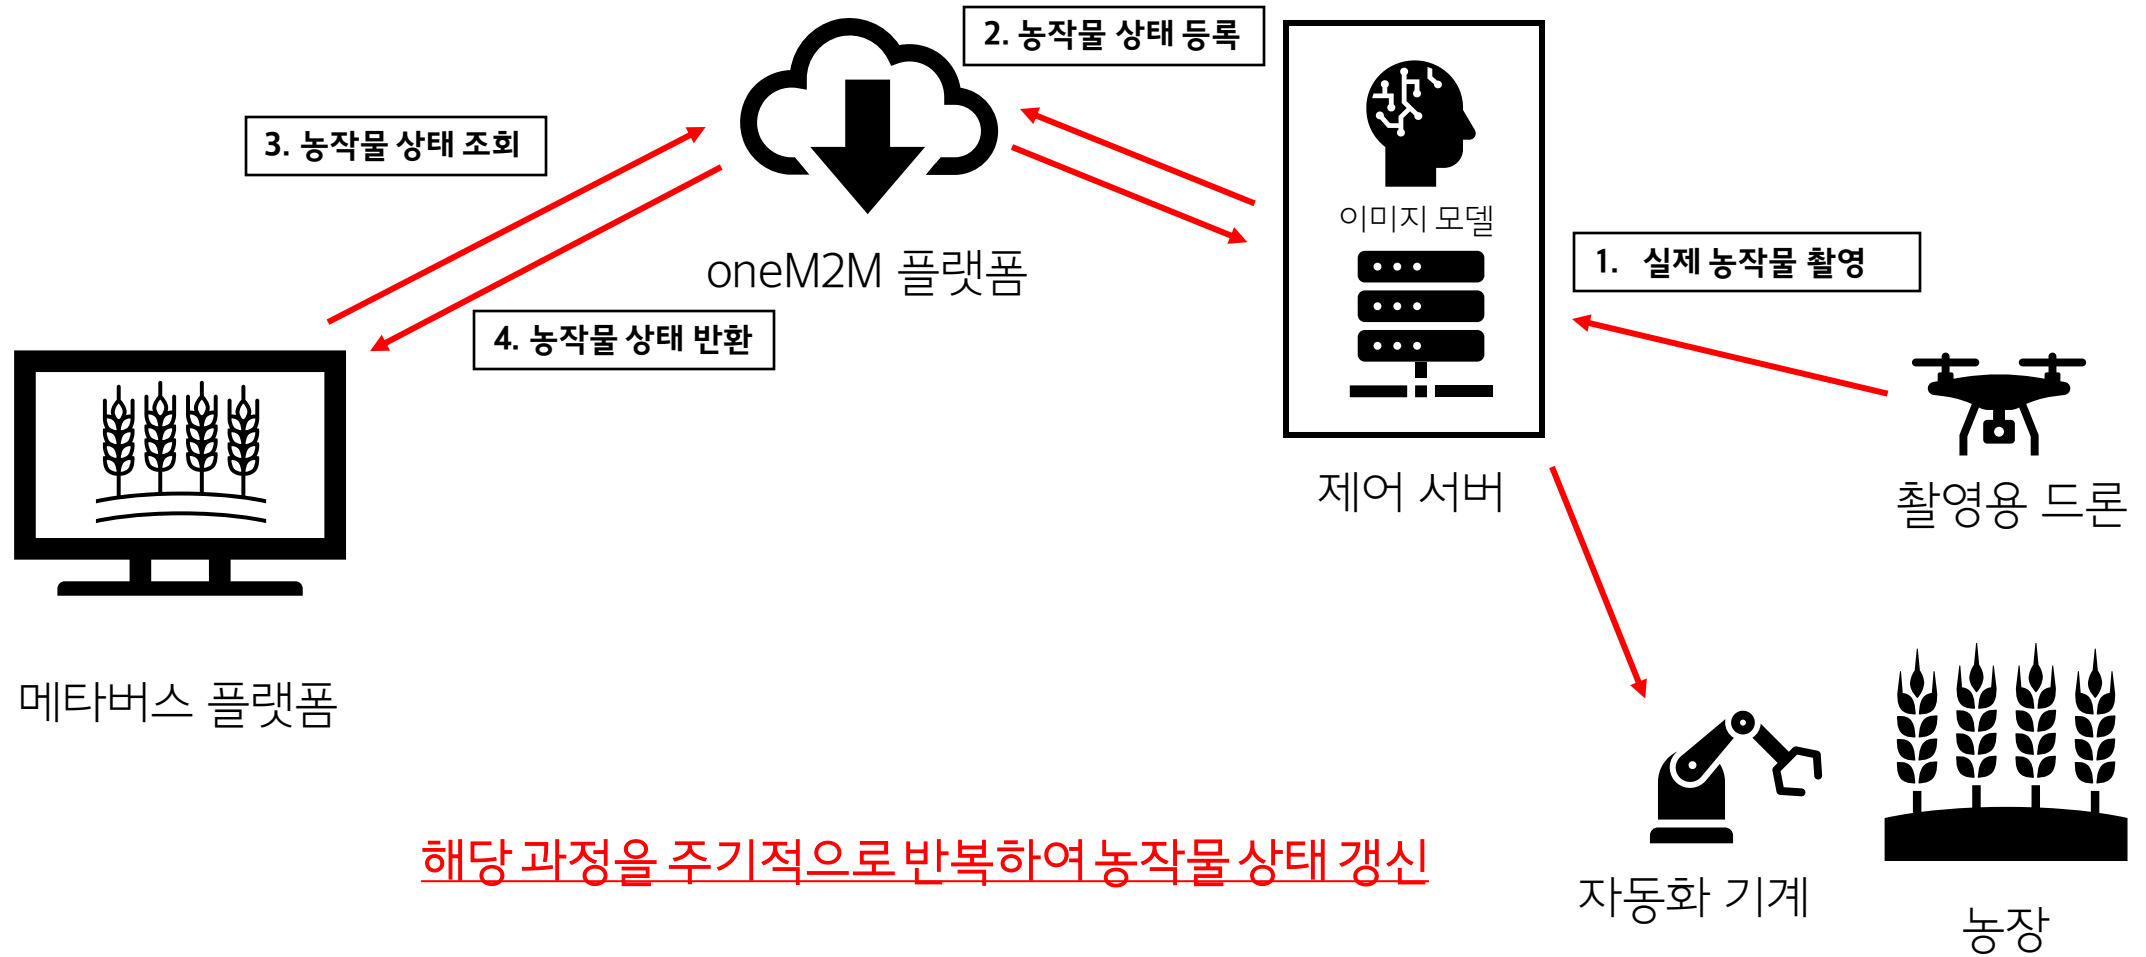 2. 농작물 상태 등록
3. 농작물 상태 조회
이미지 모델
oneM2M 플랫폼
1. 실제 농작물 촬영
4. 농작물 상태 반환
제어 서버
촬영용 드론
메타버스 플랫폼
해당 과정을 주기적으로 반복하여 농작물 상태 갱신
자동화 기계
농장